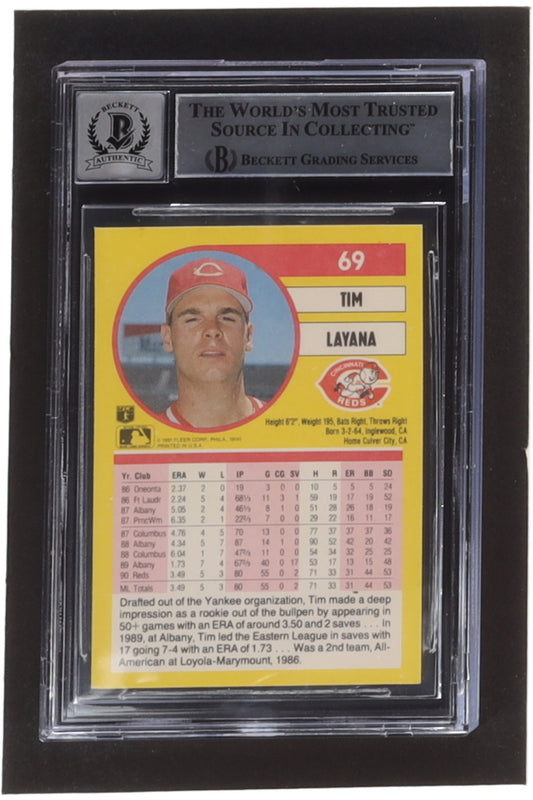 BECKETT
B
AUTHENTIC
THE WORLD'S MOST TRUSTED
SOURCE IN COLLECTING™
B BECKETT GRADING SERVICES
69
TIM
LAYANA
CINCINNATI
REDS
Height 6'2", Weight 195, Bats Right, Throws Right
Born 3-2-64, Inglewood, CA
Home Culver City, CA
© 1991 FLEER CORP., PHILA., 19141
PRINTED IN U.S.A.
Yr. Club ERA W L IP G CG SV H R ER BB SO
86 Oneonta 2.37 2 0 19 3 0 0 10 5 5 5 24
86 Ft Laudr 2.24 5 4 68⅓ 11 3 1 59 19 17 19 52
87 Albany 5.05 2 4 46⅓ 8 1 0 51 28 26 18 19
87 PrncWm 6.35 2 1 22⅔ 7 0 0 29 22 16 11 17
87 Columbus 4.76 4 5 70 13 0 0 77 37 37 37 36
88 Albany 4.34 5 7 87 14 1 0 90 52 42 30 42
88 Columbus 6.04 1 7 47⅔ 11 0 0 54 34 32 25 25
89 Albany 1.73 7 4 67⅔ 40 0 17 53 17 13 15 48
90 Reds 3.49 5 3 80 55 0 2 71 33 31 44 53
ML Totals 3.49 5 3 80 55 0 2 71 33 31 44 53
Drafted out of the Yankee organization, Tim made a deep
impression as a rookie out of the bullpen by appearing in
50+ games with an ERA of around 3.50 and 2 saves . . . In
1989, at Albany, Tim led the Eastern League in saves with
17 going 7-4 with an ERA of 1.73 . . . Was a 2nd team, All-
American at Loyola-Marymount, 1986.